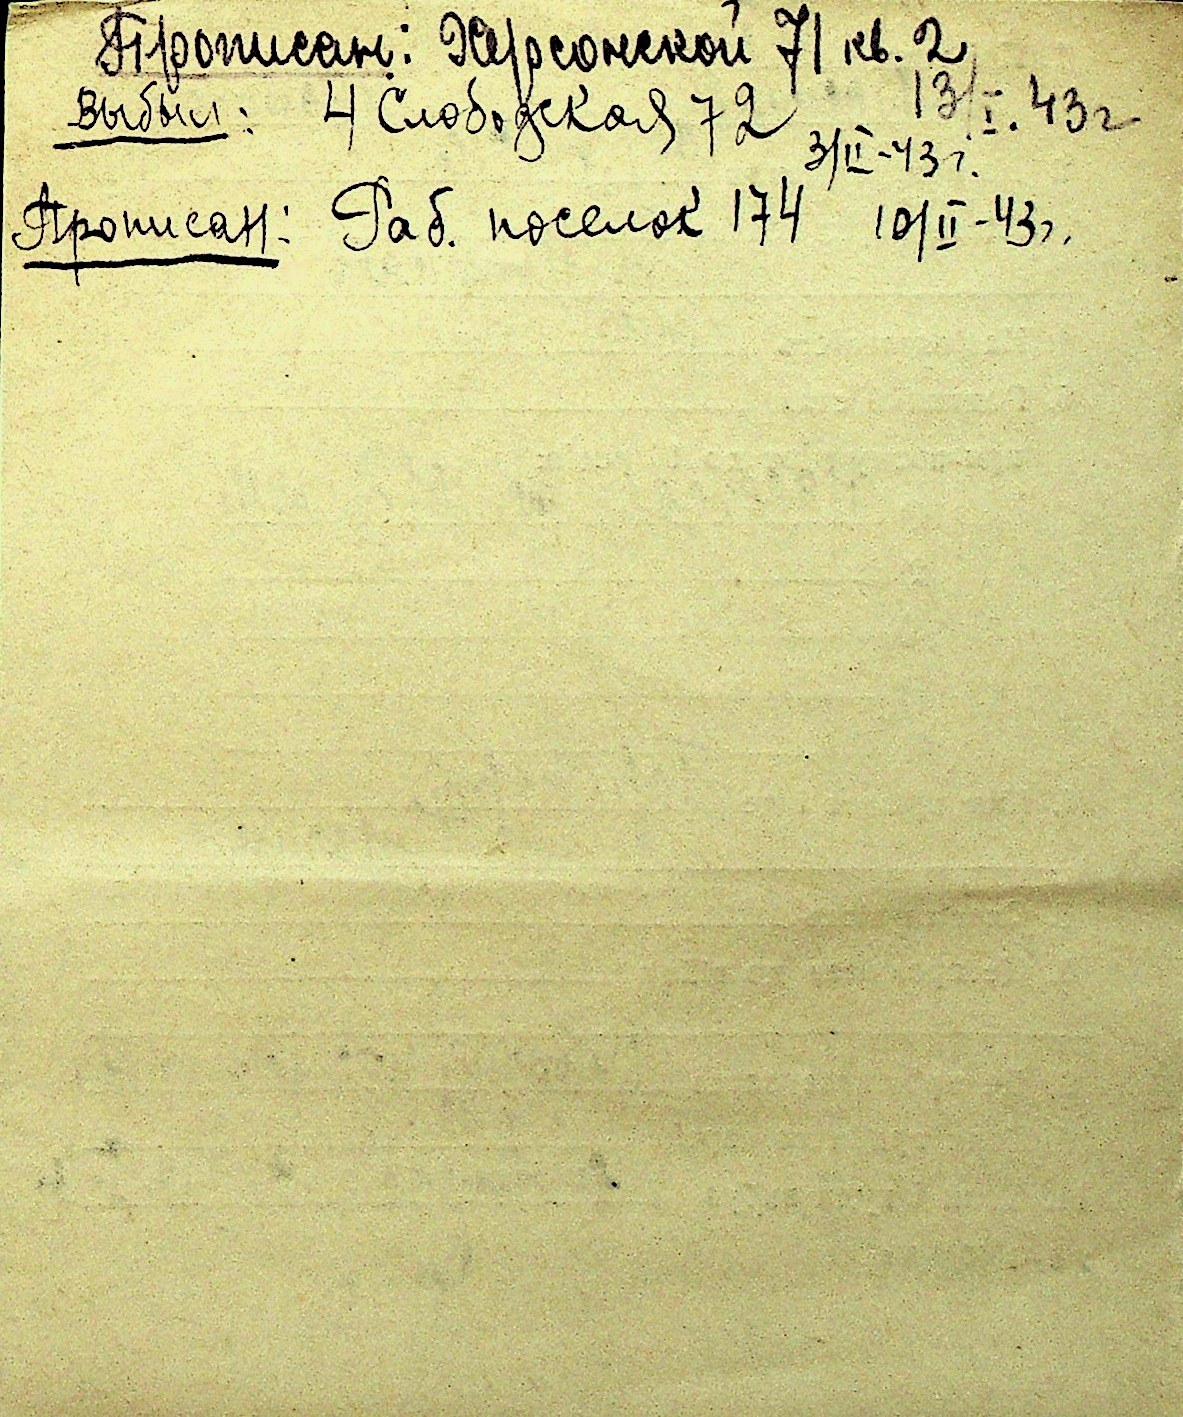 Прописан: Херсонской 71 кв. 2
13/I. 43г
Выбыл: 4 Слободская 72
3/II-43г.
Прописан: Раб. поселок 174 10/II-43г.